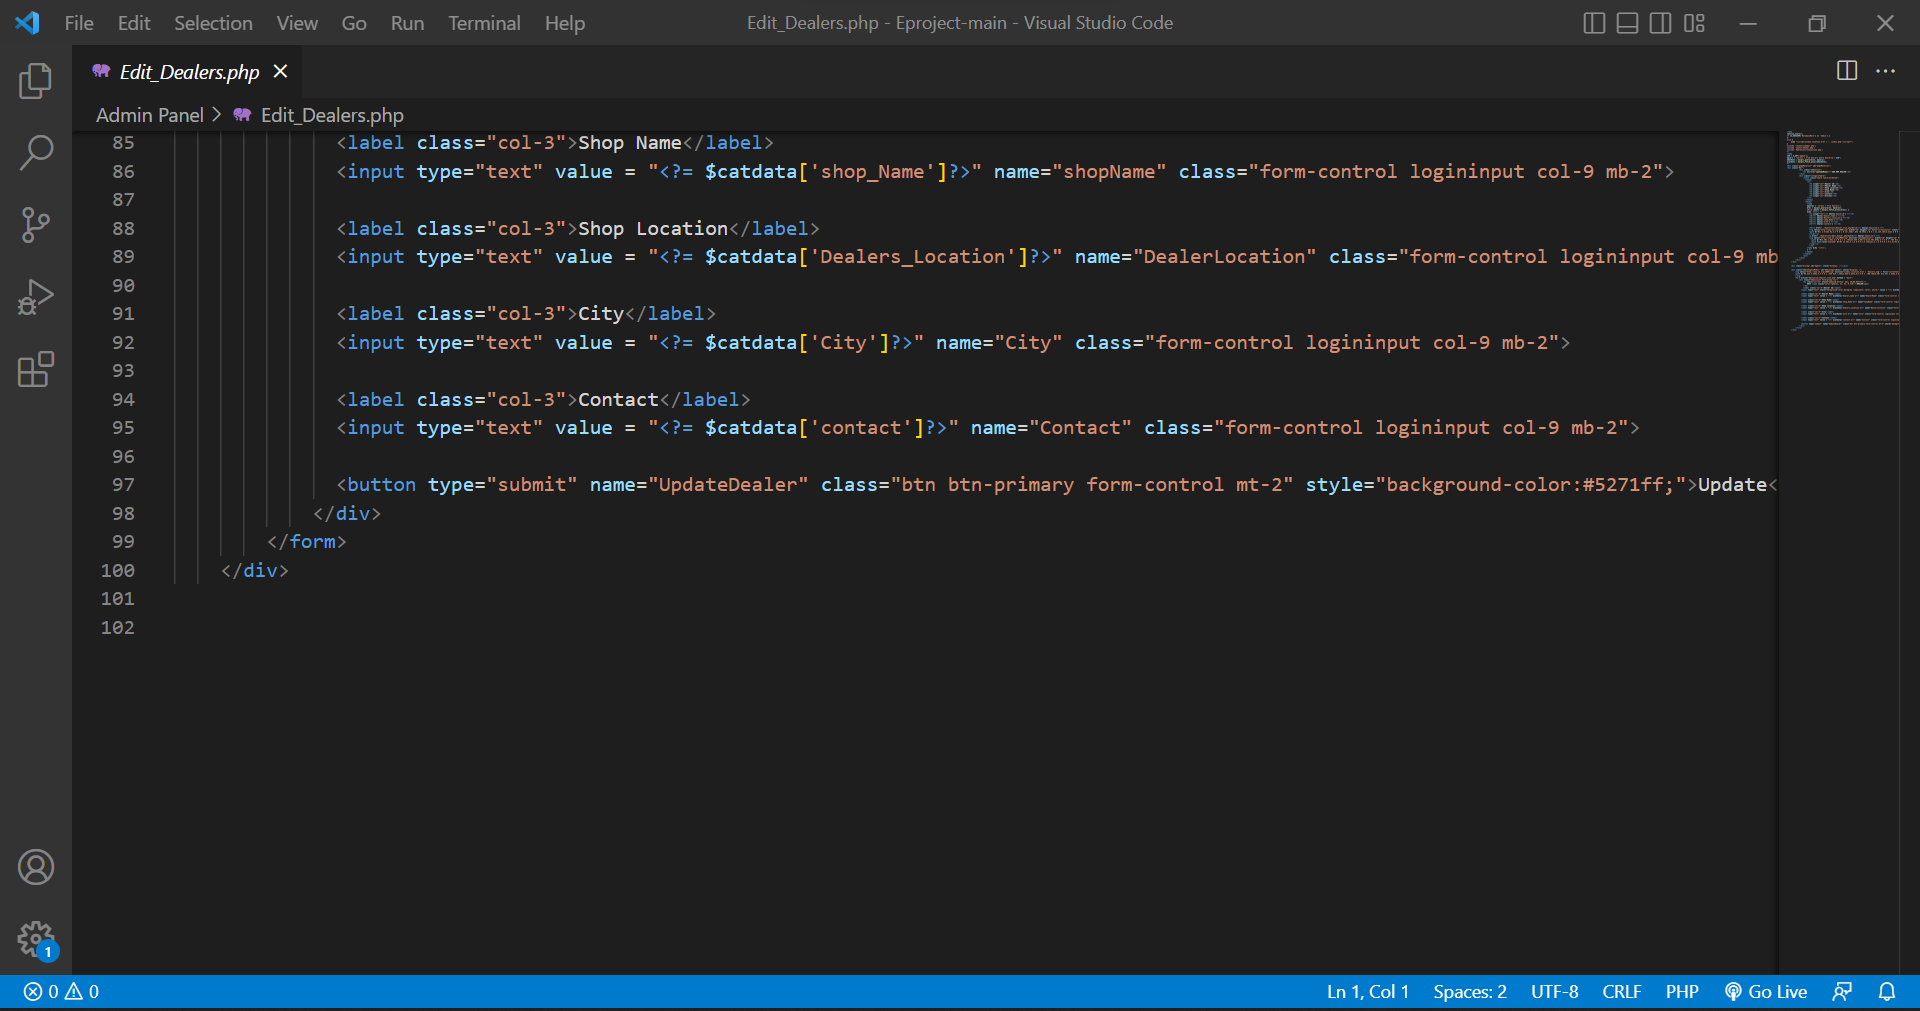 File Edit Selection View Go Run Terminal Help Edit_Dealers.php - Eproject-main - Visual Studio Code
Edit_Dealers.php
Admin Panel > Edit_Dealers.php
85 <label class="col-3">Shop Name</label>
86 <input type="text" value = "<?= $catdata['shop_Name']?>" name="shopName" class="form-control logininput col-9 mb-2">
87
88 <label class="col-3">Shop Location</label>
89 <input type="text" value = "<?= $catdata['Dealers_Location']?>" name="DealerLocation" class="form-control logininput col-9 mb
90
91 <label class="col-3">City</label>
92 <input type="text" value = "<?= $catdata['City']?>" name="City" class="form-control logininput col-9 mb-2">
93
94 <label class="col-3">Contact</label>
95 <input type="text" value = "<?= $catdata['contact']?>" name="Contact" class="form-control logininput col-9 mb-2">
96
97 <button type="submit" name="UpdateDealer" class="btn btn-primary form-control mt-2" style="background-color:#5271ff;">Update<
98 </div>
99 </form>
100 </div>
101
102
1
0 0 Ln 1, Col 1 Spaces: 2 UTF-8 CRLF PHP Go Live